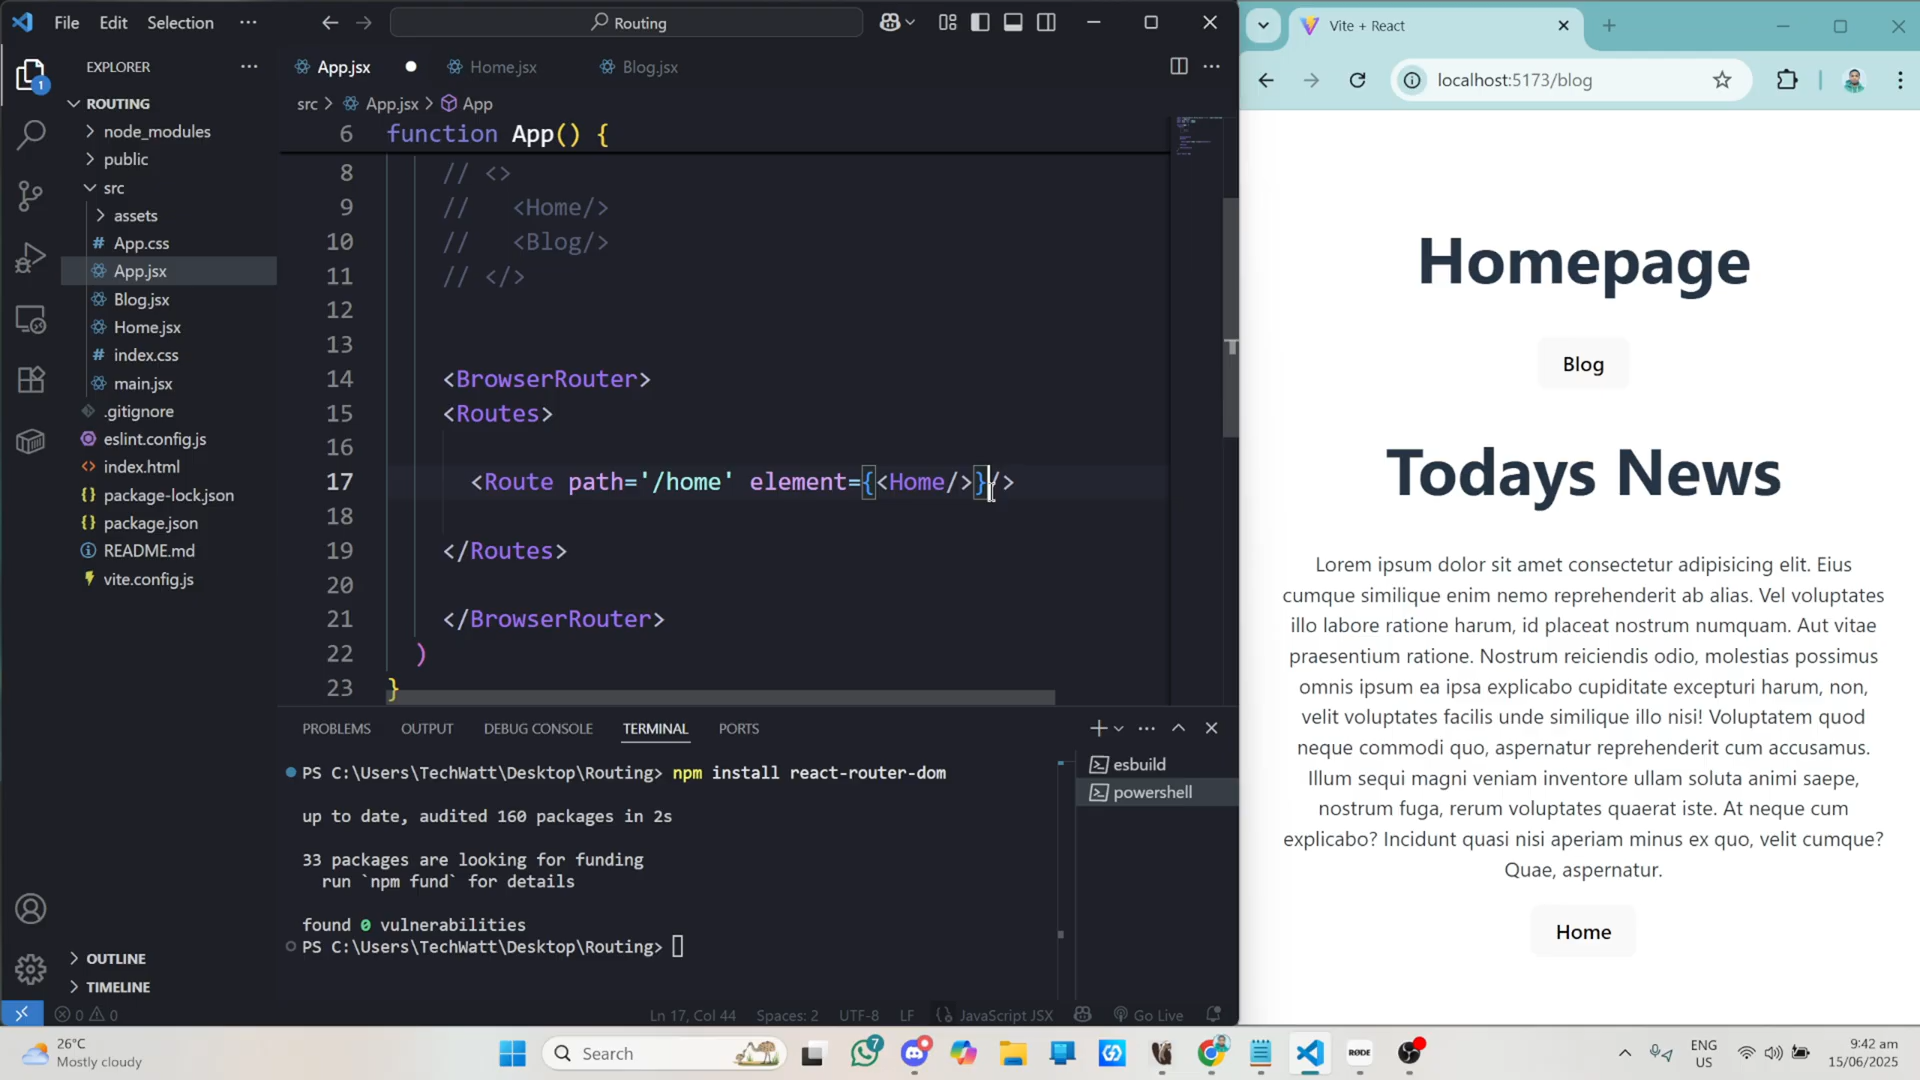 File Edit Selection ··· Routing
EXPLORER ···
ROUTING
node_modules
public
src
assets
# App.css
App.jsx
Blog.jsx
Home.jsx
# index.css
main.jsx
.gitignore
eslint.config.js
<> index.html
{} package-lock.json
{} package.json
README.md
vite.config.js
OUTLINE
TIMELINE
1
App.jsx ● Home.jsx Blog.jsx
src > App.jsx > App
6 function App() {
8 // <>
9 // <Home/>
10 // <Blog/>
11 // </>
12
13
14 <BrowserRouter>
15 <Routes>
16
17 <Route path='/home' element={<Home/>}/>
18
19 </Routes>
20
21 </BrowserRouter>
22 )
23 }
PROBLEMS OUTPUT DEBUG CONSOLE TERMINAL PORTS
PS C:\Users\TechWatt\Desktop\Routing> npm install react-router-dom
up to date, audited 160 packages in 2s
33 packages are looking for funding
run `npm fund` for details
found 0 vulnerabilities
PS C:\Users\TechWatt\Desktop\Routing>
esbuild
powershell
0 0 Ln 17, Col 44 Spaces: 2 UTF-8 LF {} JavaScript JSX Go Live
Vite + React
localhost:5173/blog
Homepage
Blog
Todays News
Lorem ipsum dolor sit amet consectetur adipisicing elit. Eius
cumque similique enim nemo reprehenderit ab alias. Vel voluptates
illo labore ratione harum, id placeat nostrum numquam. Aut vitae
praesentium ratione. Nostrum reiciendis odio, molestias possimus
omnis ipsum ea ipsa explicabo cupiditate excepturi harum, non,
velit voluptates facilis unde similique illo nisi! Voluptatem quod
neque commodi quo, aspernatur reprehenderit cum accusamus.
Illum sequi magni veniam inventore ullam soluta animi saepe,
nostrum fuga, rerum voluptates quaerat iste. At neque cum
explicabo? Incidunt quasi nisi aperiam minus ex quo, velit cumque?
Quae, aspernatur.
Home
26°C
Mostly cloudy
Search
7
RØDE
ENG
US
9:42 am
15/06/2025